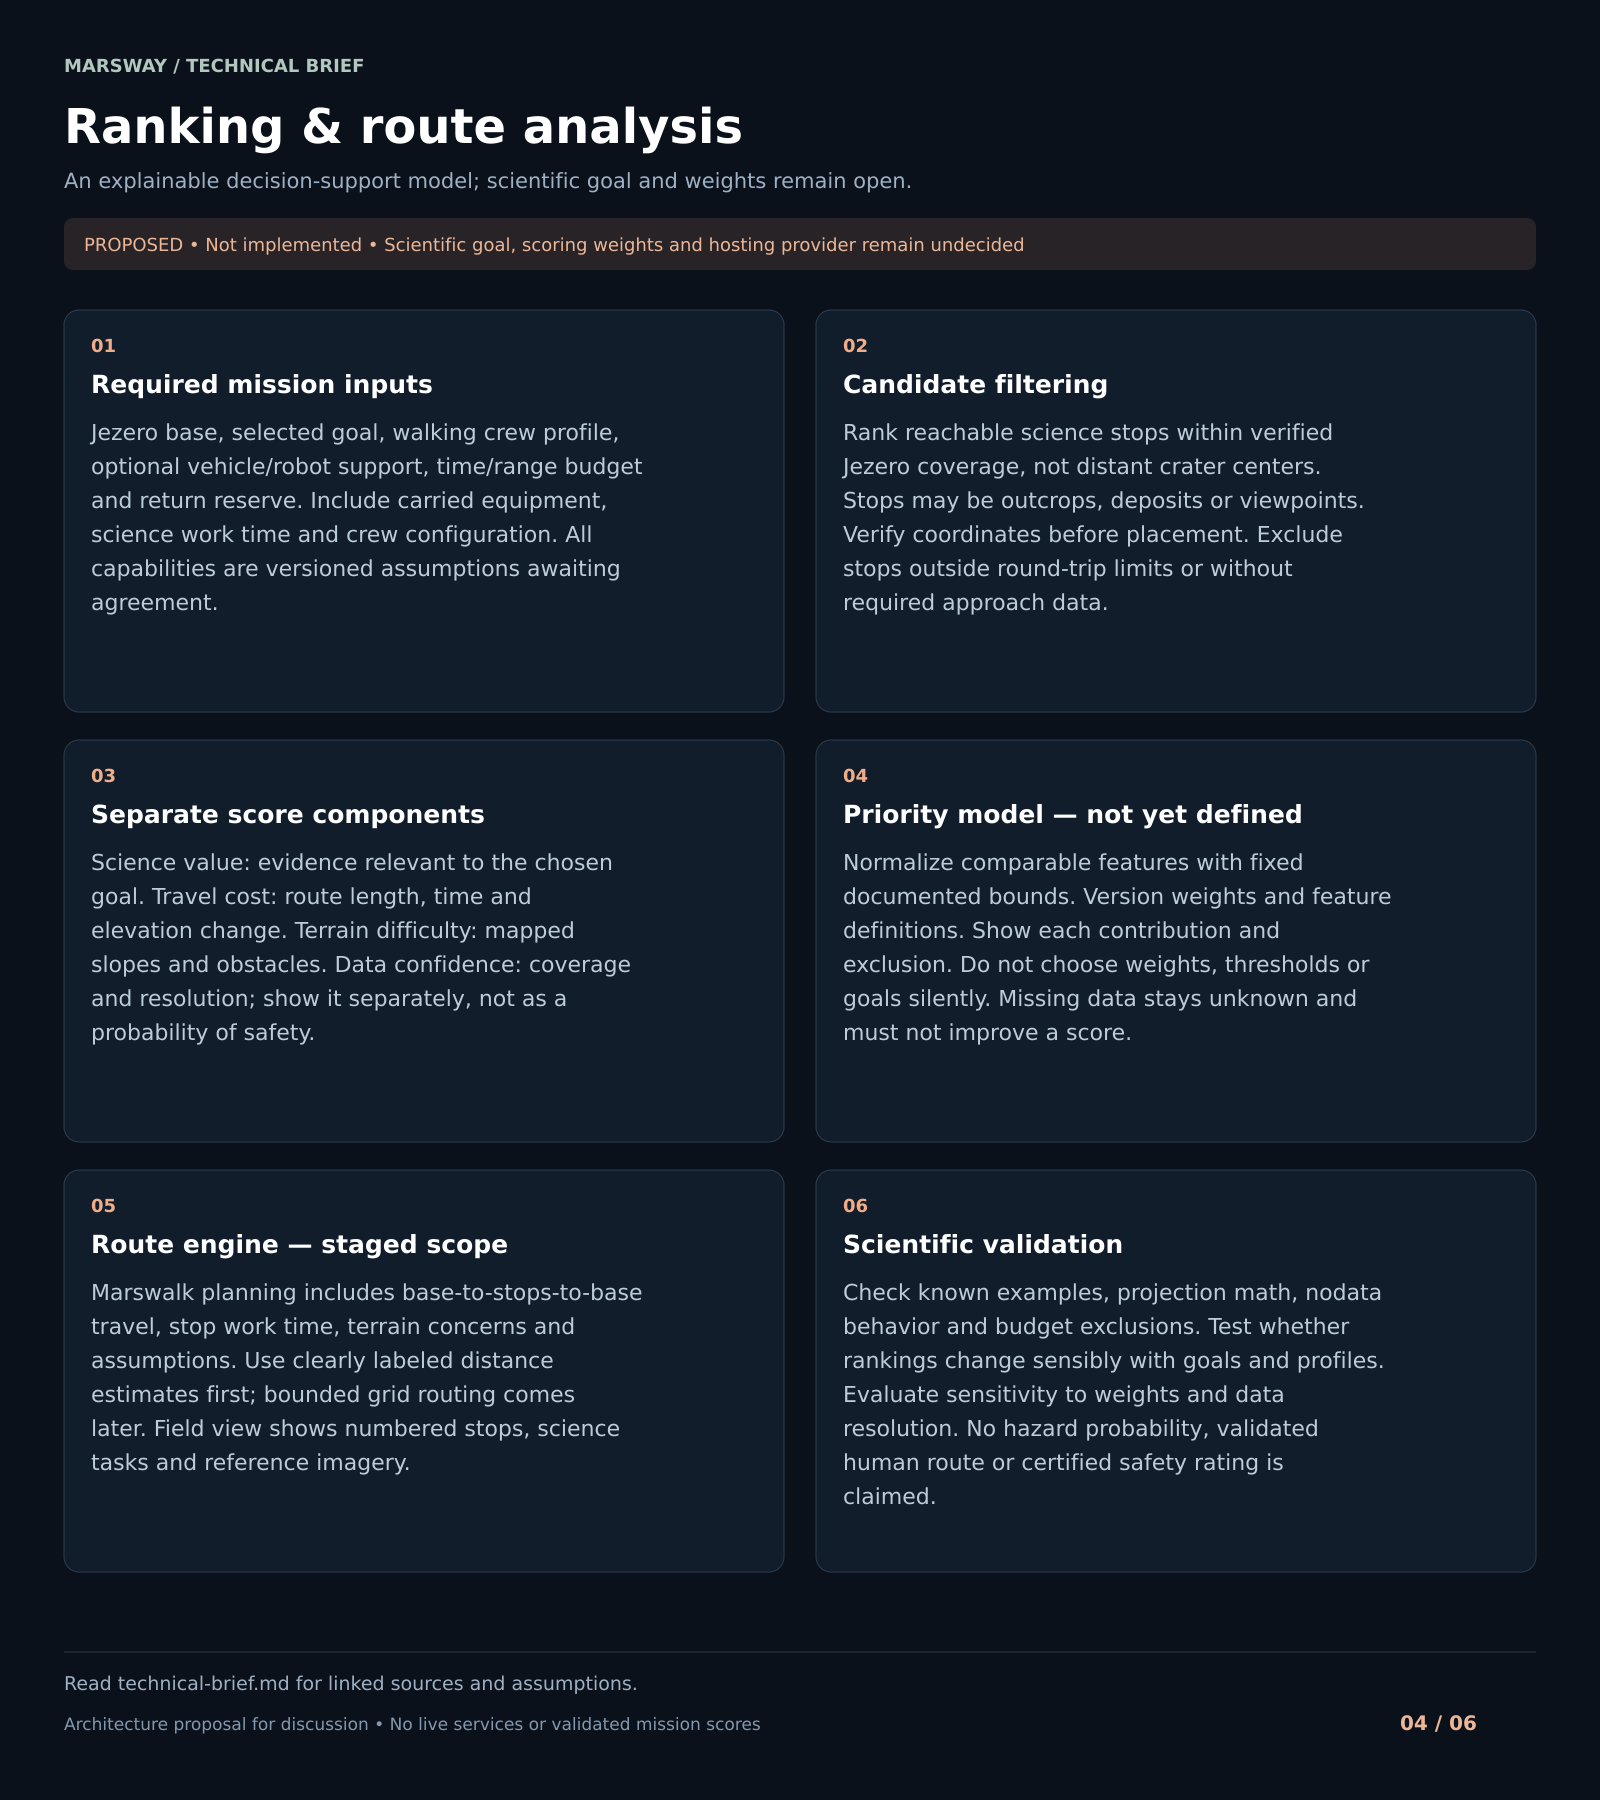 MARSWAY / TECHNICAL BRIEF
Ranking & route analysis
An explainable decision-support model; scientific goal and weights remain open.
PROPOSED • Not implemented • Scientific goal, scoring weights and hosting provider remain undecided
01
Required mission inputs
Jezero base, selected goal, walking crew profile,
optional vehicle/robot support, time/range budget
and return reserve. Include carried equipment,
science work time and crew configuration. All
capabilities are versioned assumptions awaiting
agreement.
02
Candidate filtering
Rank reachable science stops within verified
Jezero coverage, not distant crater centers.
Stops may be outcrops, deposits or viewpoints.
Verify coordinates before placement. Exclude
stops outside round-trip limits or without
required approach data.
03
Separate score components
Science value: evidence relevant to the chosen
goal. Travel cost: route length, time and
elevation change. Terrain difficulty: mapped
slopes and obstacles. Data confidence: coverage
and resolution; show it separately, not as a
probability of safety.
04
Priority model — not yet defined
Normalize comparable features with fixed
documented bounds. Version weights and feature
definitions. Show each contribution and
exclusion. Do not choose weights, thresholds or
goals silently. Missing data stays unknown and
must not improve a score.
05
Route engine — staged scope
Marswalk planning includes base-to-stops-to-base
travel, stop work time, terrain concerns and
assumptions. Use clearly labeled distance
estimates first; bounded grid routing comes
later. Field view shows numbered stops, science
tasks and reference imagery.
06
Scientific validation
Check known examples, projection math, nodata
behavior and budget exclusions. Test whether
rankings change sensibly with goals and profiles.
Evaluate sensitivity to weights and data
resolution. No hazard probability, validated
human route or certified safety rating is
claimed.
Read technical-brief.md for linked sources and assumptions.
Architecture proposal for discussion • No live services or validated mission scores
04 / 06